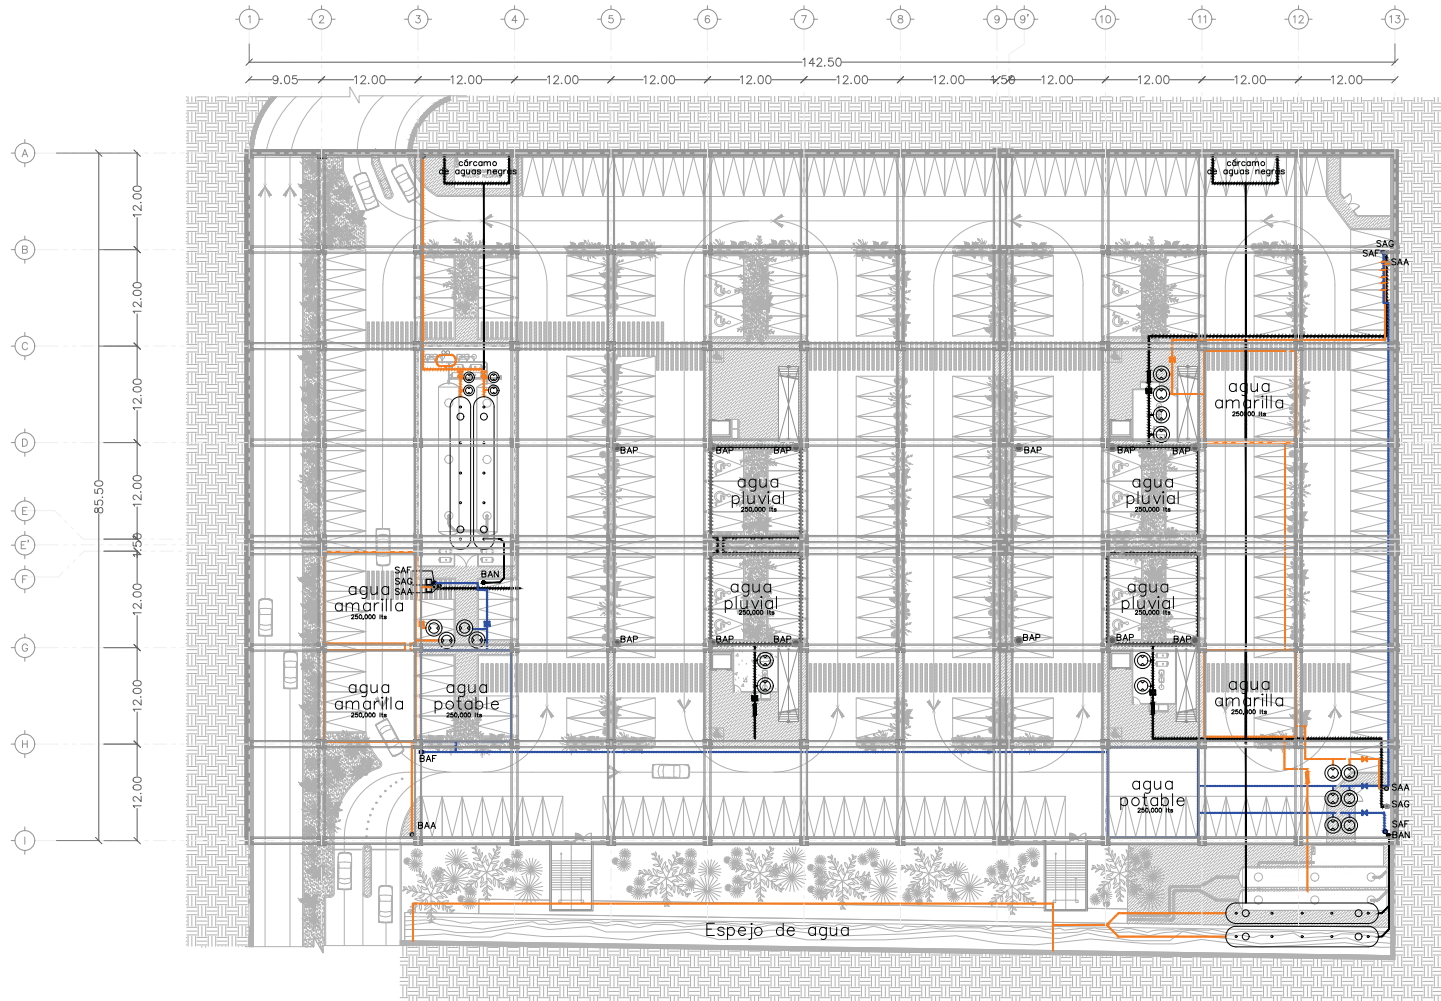 1 2 3 4 5 6 7 8 9 9' 10 11 12 13
142.50
9.05 12.00 12.00 12.00 12.00 12.00 12.00 12.00 1.50 12.00 12.00 12.00 12.00
A
cárcamo
de aguas negras
cárcamo
de aguas negras
12.00
B
SAG
SAF
SAA
12.00
C
12.00
agua
amarilla
250,000 lts
D
BAP
BAP
BAP
BAP
BAP
BAP
85.50
12.00
agua
pluvial
250,000 lts
agua
pluvial
250,000 lts
E
E'
1.50
F
SAF
SAG
SAA
BAN
12.00
agua
amarilla
250,000 lts
agua
pluvial
250,000 lts
agua
pluvial
250,000 lts
G
BAP
BAP
BAP
BAP
BAP
BAP
12.00
agua
amarilla
250,000 lts
agua
potable
250,000 lts
agua
amarilla
250,000 lts
H
BAF
12.00
agua
potable
250,000 lts
SAA
SAG
BAA
SAF
BAN
I
Espejo de agua